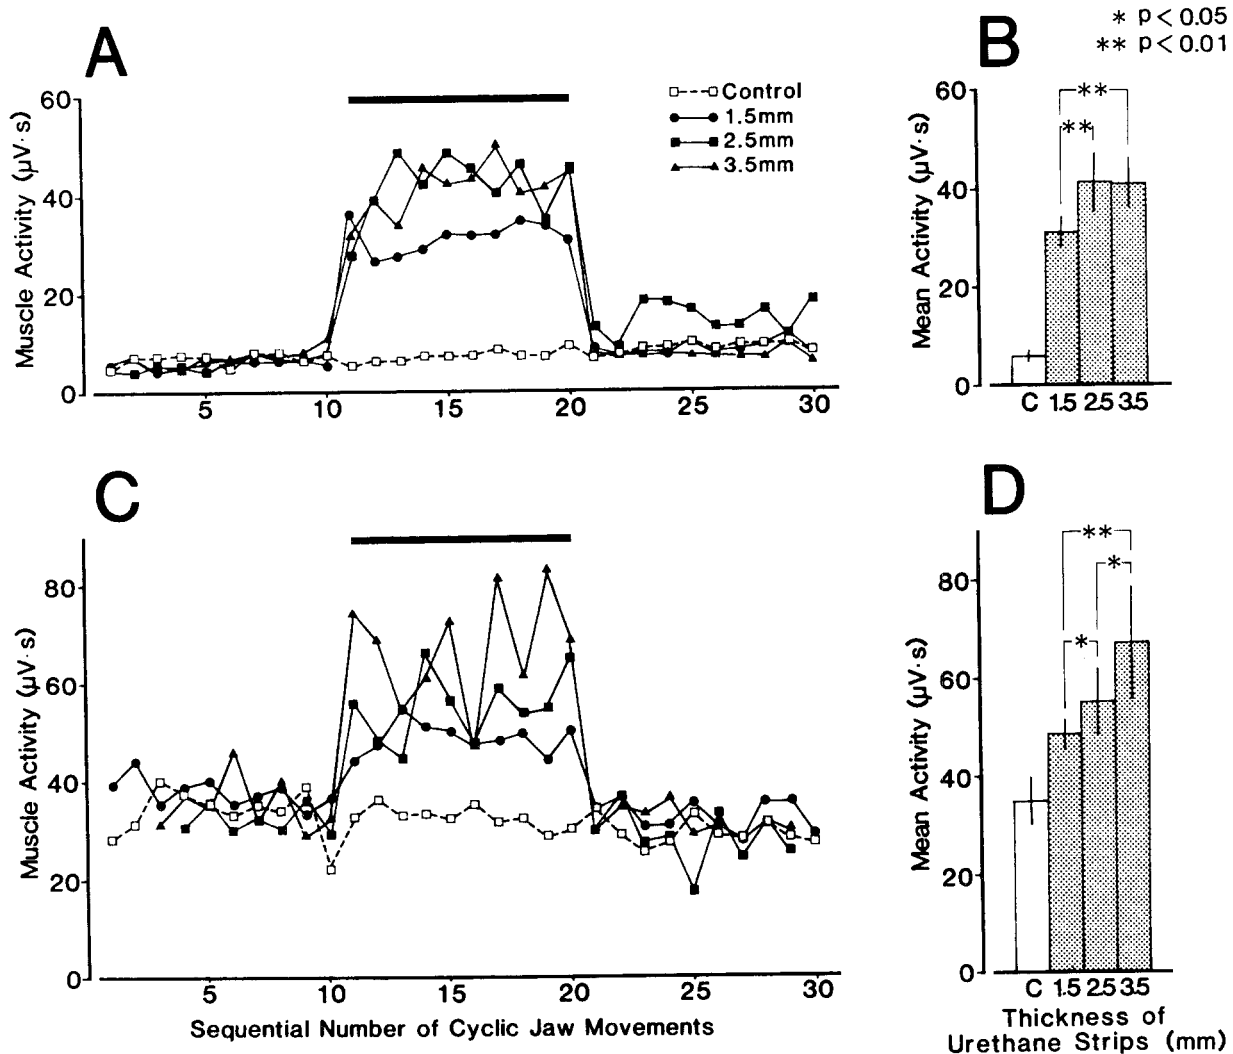 A
B
* p < 0.05
** p < 0.01
Muscle Activity (μV·s)
60
40
20
0
5 10 15 20 25 30
Control
1.5mm
2.5mm
3.5mm
Mean Activity (μV·s)
60
40
20
0
**
**
C 1.5 2.5 3.5
C
Muscle Activity (μV·s)
80
60
40
20
0
5 10 15 20 25 30
Sequential Number of Cyclic Jaw Movements
D
Mean Activity (μV·s)
80
60
40
20
0
**
*
*
C 1.5 2.5 3.5
Thickness of
Urethane Strips (mm)